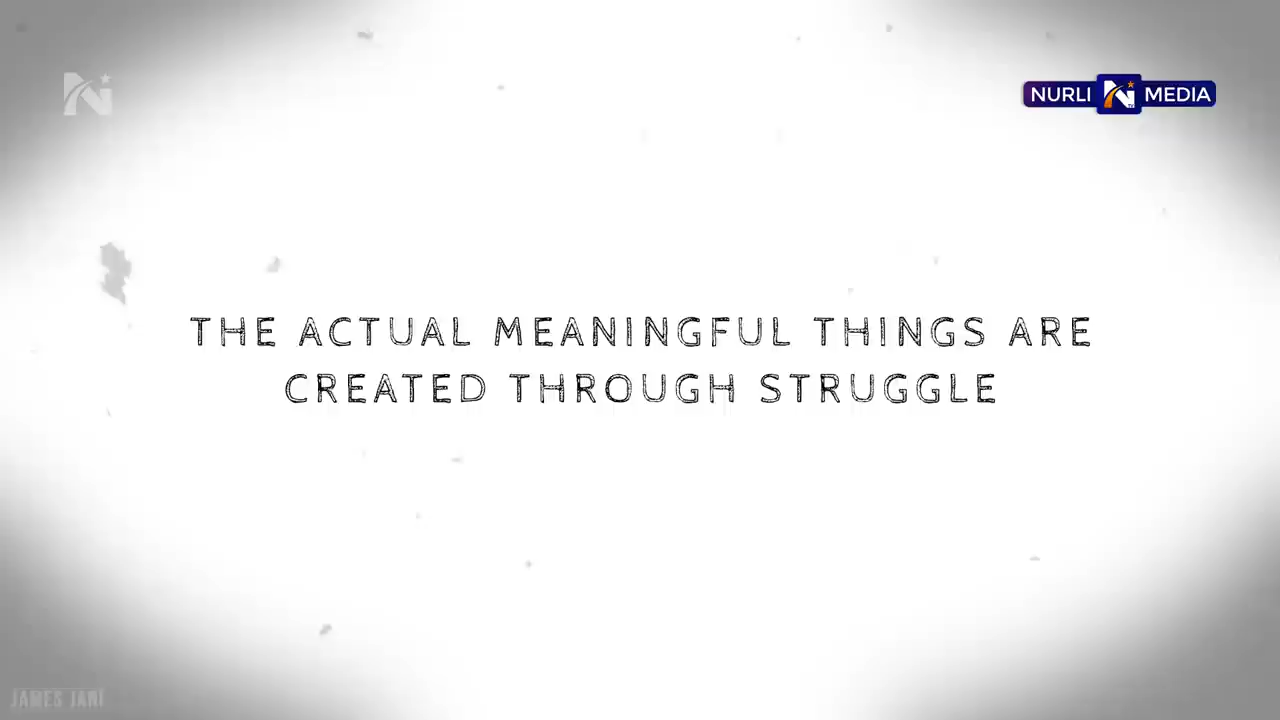 NURLI N MEDIA
THE ACTUAL MEANINGFUL THINGS ARE
CREATED THROUGH STRUGGLE
JAMES JANI